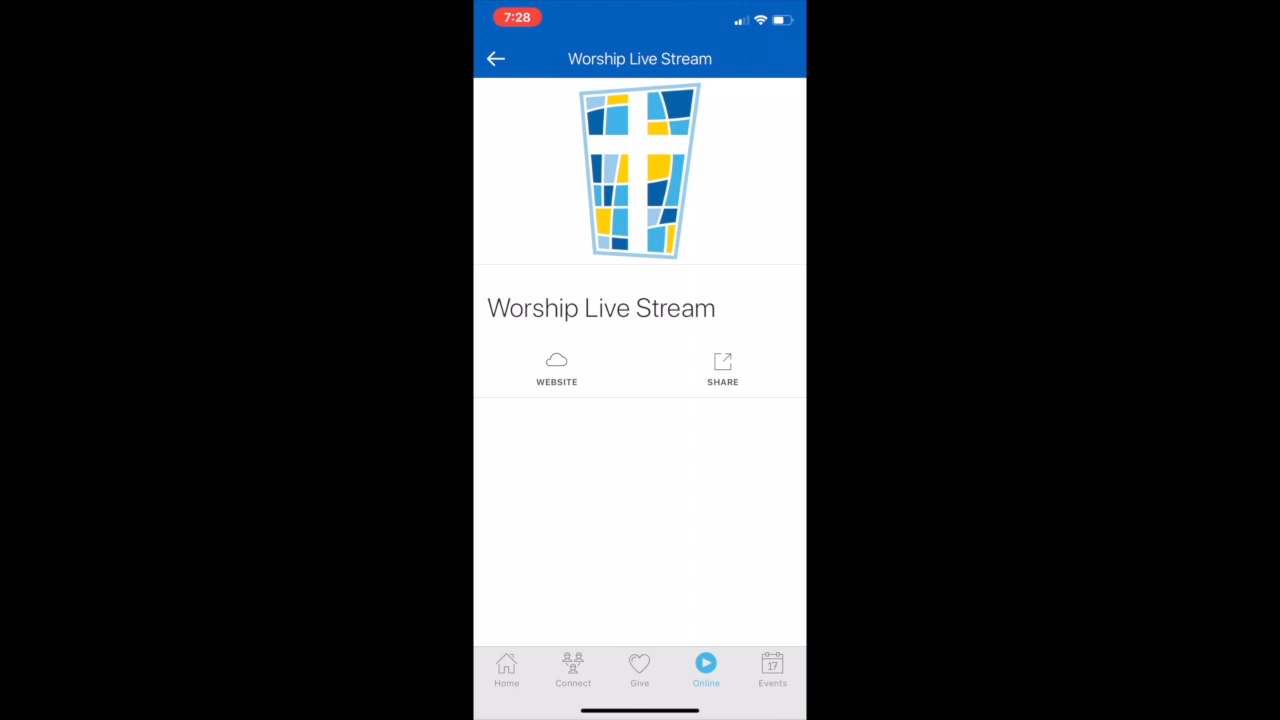 7:28
Worship Live Stream
Worship Live Stream
WEBSITE SHARE
17
Home Connect Give Online Events